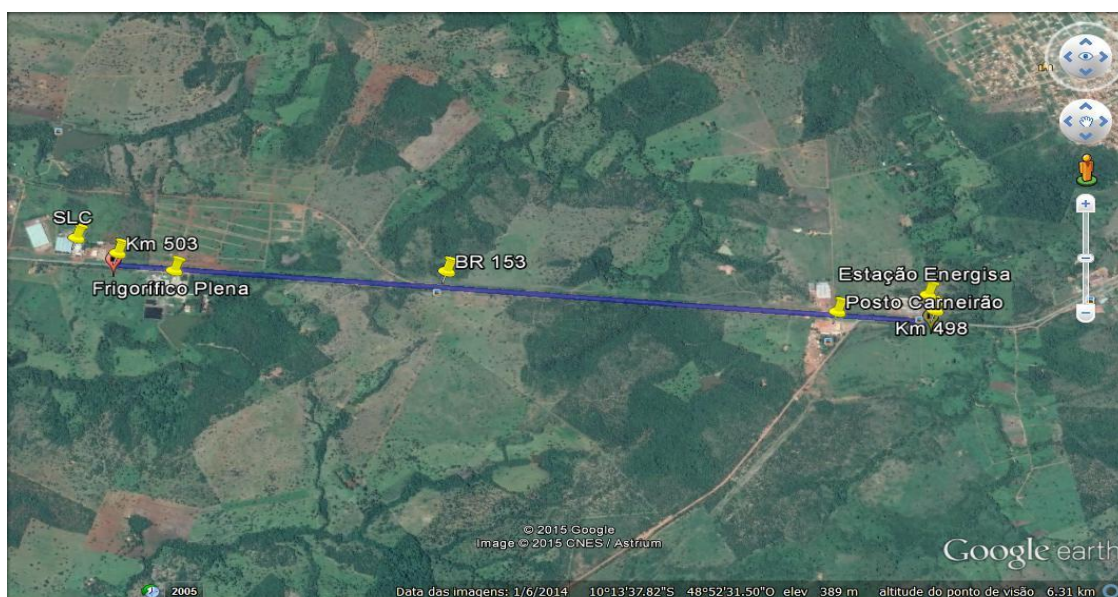 SLC
Km 503
BR 153
Frigorífico Plena
Estação Energisa
Posto Carneirão
Km 498
© 2015 Google
Image © 2015 CNES / Astrium
Google earth
2005
Data das imagens: 1/6/2014 10°13'37.82"S 48°52'31.50"O elev 389 m altitude do ponto de visão 6.31 km